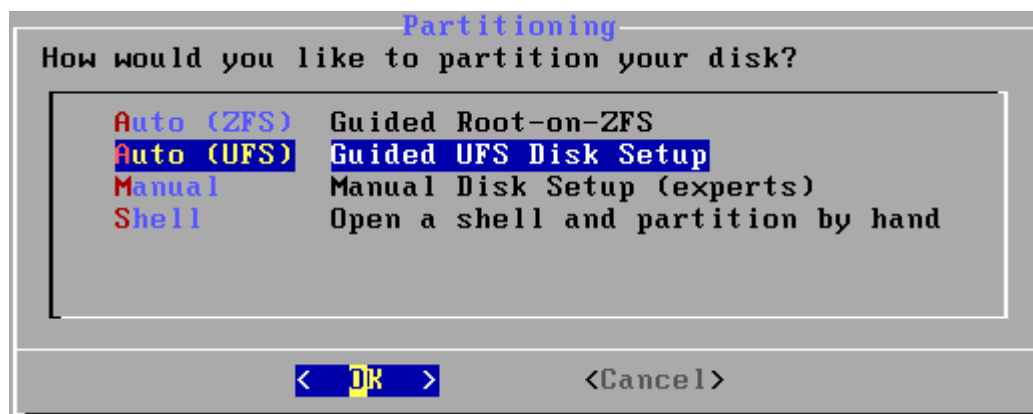 Partitioning
How would you like to partition your disk?
Auto (ZFS) Guided Root-on-ZFS
Auto (UFS) Guided UFS Disk Setup
Manual Manual Disk Setup (experts)
Shell Open a shell and partition by hand
< OK > <Cancel>